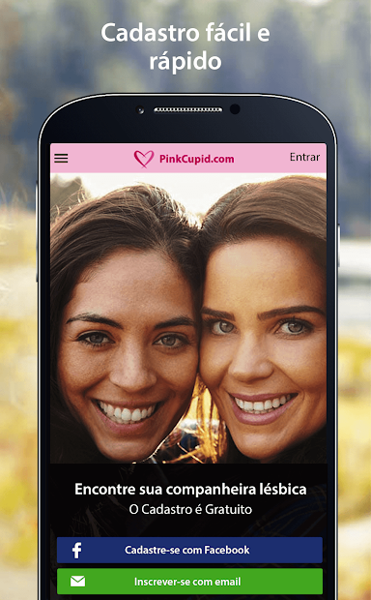 Cadastro fácil e
rápido
PinkCupid.com
Entrar
Encontre sua companheira lésbica
O Cadastro é Gratuito
f
Cadastre-se com Facebook
Inscrever-se com email